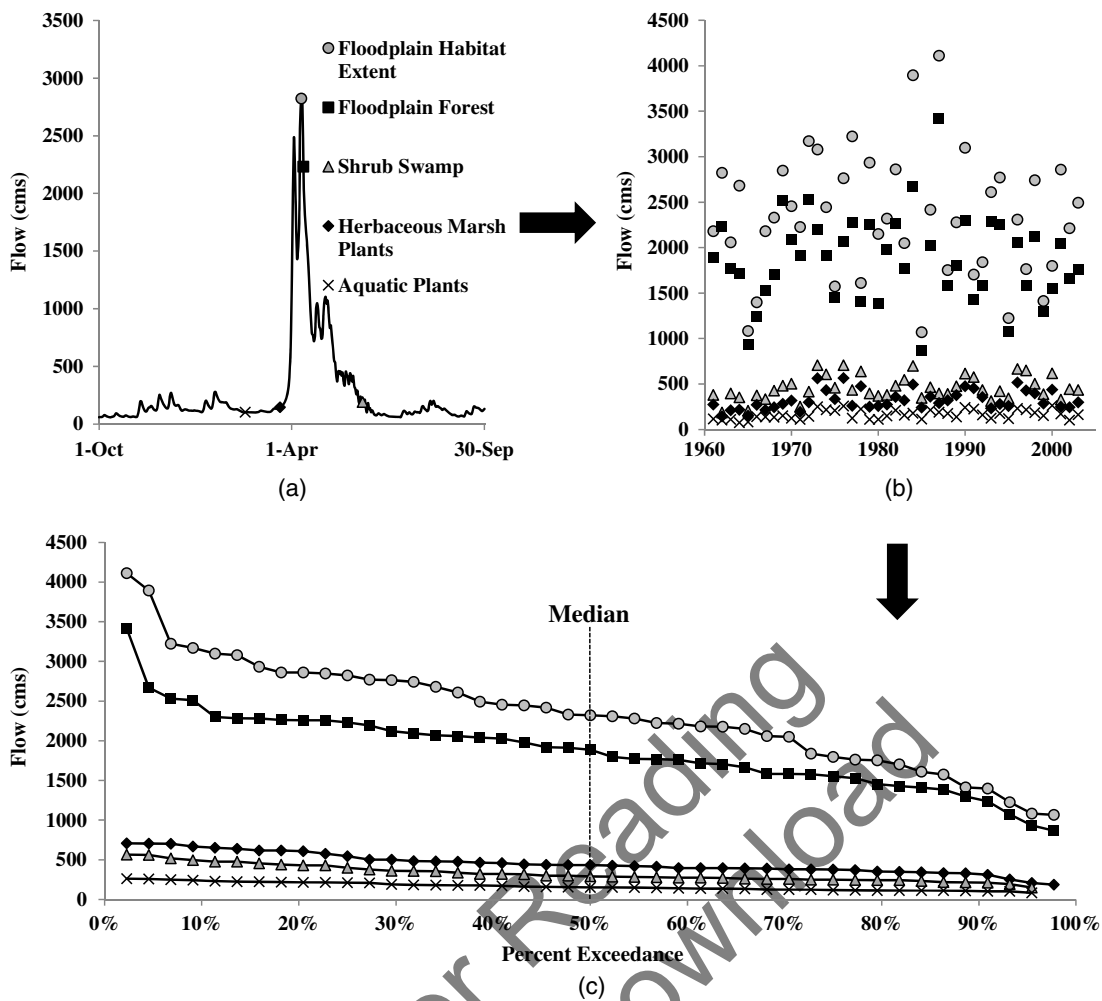 3500
3000
2500
2000
1500
1000
500
0
Flow (cms)
1-Oct
1-Apr
30-Sep
Floodplain Habitat
Extent
Floodplain Forest
Shrub Swamp
Herbaceous Marsh
Plants
Aquatic Plants
(a)
4500
4000
3500
3000
2500
2000
1500
1000
500
0
Flow (cms)
1960
1970
1980
1990
2000
(b)
4500
4000
3500
3000
2500
2000
1500
1000
500
0
Flow (cms)
Median
0%
10%
20%
30%
40%
50%
60%
70%
80%
90%
100%
Percent Exceedance
(c)
r Reading
ownload